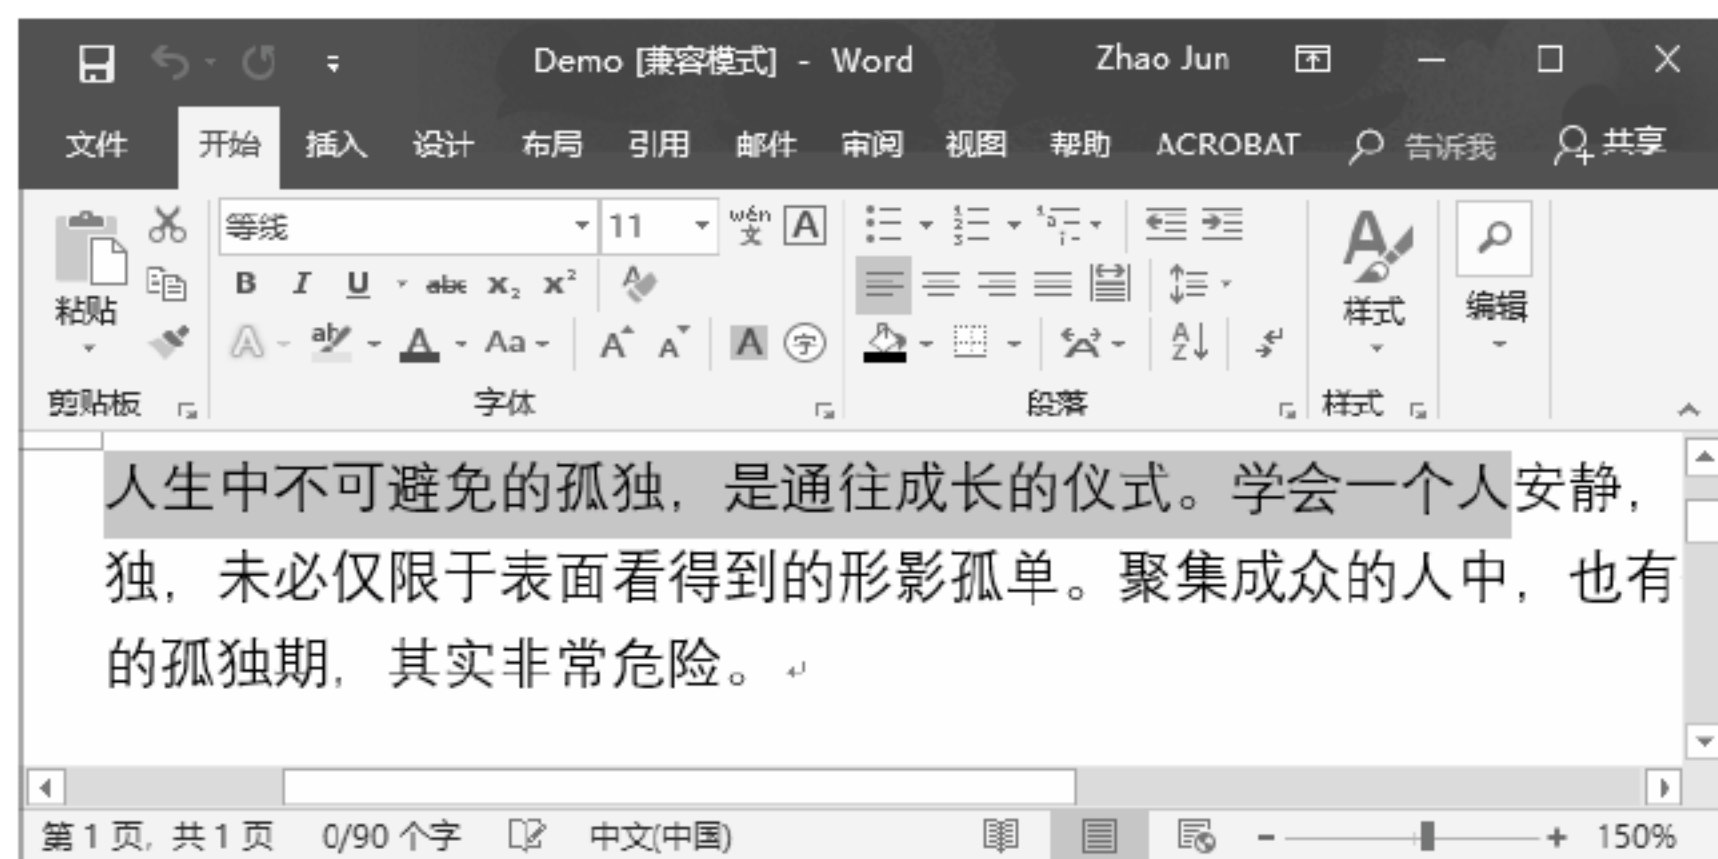 Demo [兼容模式] - Word Zhao Jun
文件 开始 插入 设计 布局 引用 邮件 审阅 视图 帮助 ACROBAT 告诉我 共享
等线 11 wén 文 A
B I U abc x₂ x²
粘贴 样式 编辑
A aby A Aa A A A 字 A Z
剪贴板 字体 段落 样式
人生中不可避免的孤独，是通往成长的仪式。学会一个人安静，
独，未必仅限于表面看得到的形影孤单。聚集成众的人中，也有
的孤独期，其实非常危险。
第 1 页，共 1 页 0/90 个字 中文(中国) 150%